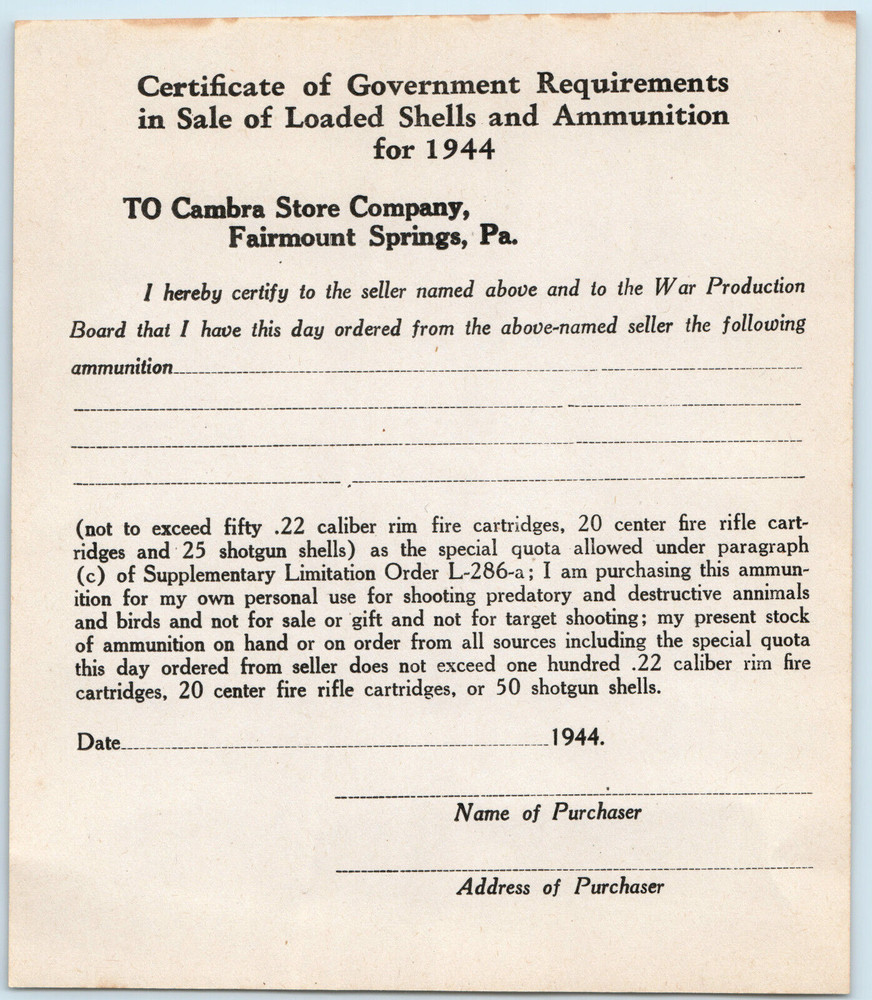 Certificate of Government Requirements
in Sale of Loaded Shells and Ammunition
for 1944
TO Cambra Store Company,
Fairmount Springs, Pa.
I hereby certify to the seller named above and to the War Production
Board that I have this day ordered from the above-named seller the following
ammunition
(not to exceed fifty .22 caliber rim fire cartridges, 20 center fire rifle cart-
ridges and 25 shotgun shells) as the special quota allowed under paragraph
(c) of Supplementary Limitation Order L-286-a; I am purchasing this ammun-
ition for my own personal use for shooting predatory and destructive annimals
and birds and not for sale or gift and not for target shooting; my present stock
of ammunition on hand or on order from all sources including the special quota
this day ordered from seller does not exceed one hundred .22 caliber rim fire
cartridges, 20 center fire rifle cartridges, or 50 shotgun shells.
Date 1944.
Name of Purchaser
Address of Purchaser